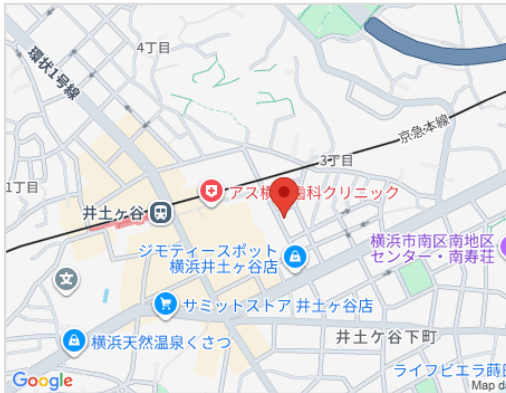 4丁目
環状1号線
京急本線
3丁目
1丁目
アス横
歯科クリニック
井土ヶ谷
ジモティースポット
横浜井土ヶ谷店
横浜市南区南地区
センター・南寿荘
文
サミットストア 井土ヶ谷店
井土ケ谷下町
横浜天然温泉くさつ
ライフピエラ蒔田
Google
Map da